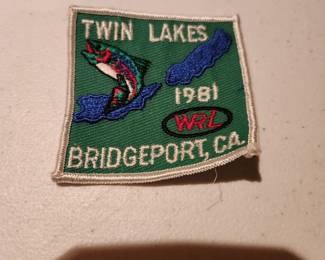 TWIN LAKES
1981
WRL
BRIDGEPORT, CA.